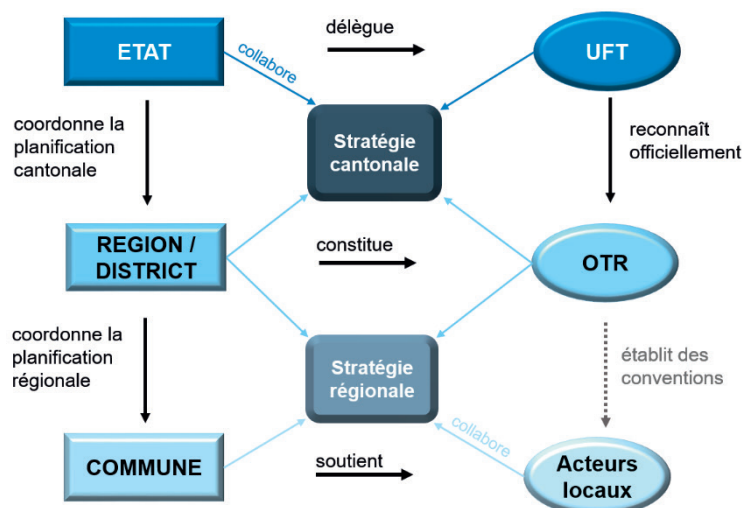 délègue
ETAT
collabore
UFT
coordonne la
planification
cantonale
Stratégie
cantonale
reconnaît
officiellement
REGION /
DISTRICT
constitue
OTR
coordonne la
planification
régionale
Stratégie
régionale
établit des
conventions
COMMUNE
soutient
collabore
Acteurs
locaux